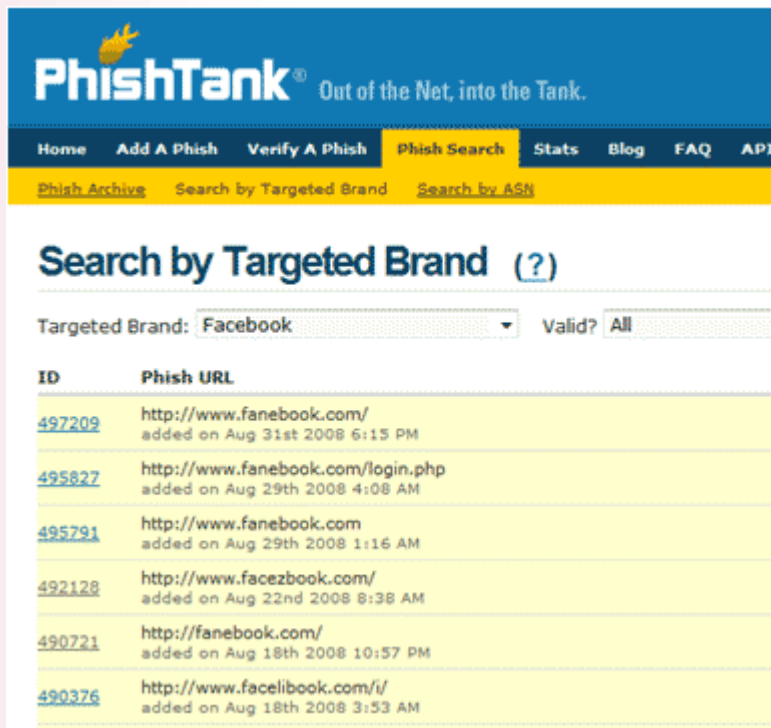 PhishTank® Out of the Net, into the Tank.
Home Add A Phish Verify A Phish Phish Search Stats Blog FAQ API
Phish Archive Search by Targeted Brand Search by ASN
Search by Targeted Brand (?)
Targeted Brand: Facebook Valid? All
ID Phish URL
497209 http://www.fanebook.com/
added on Aug 31st 2008 6:15 PM
495827 http://www.fanebook.com/login.php
added on Aug 29th 2008 4:08 AM
495791 http://www.fanebook.com
added on Aug 29th 2008 1:16 AM
492128 http://www.facezbook.com/
added on Aug 22nd 2008 8:38 AM
490721 http://fanebook.com/
added on Aug 18th 2008 10:57 PM
490376 http://www.facelibook.com/i/
added on Aug 18th 2008 3:53 AM